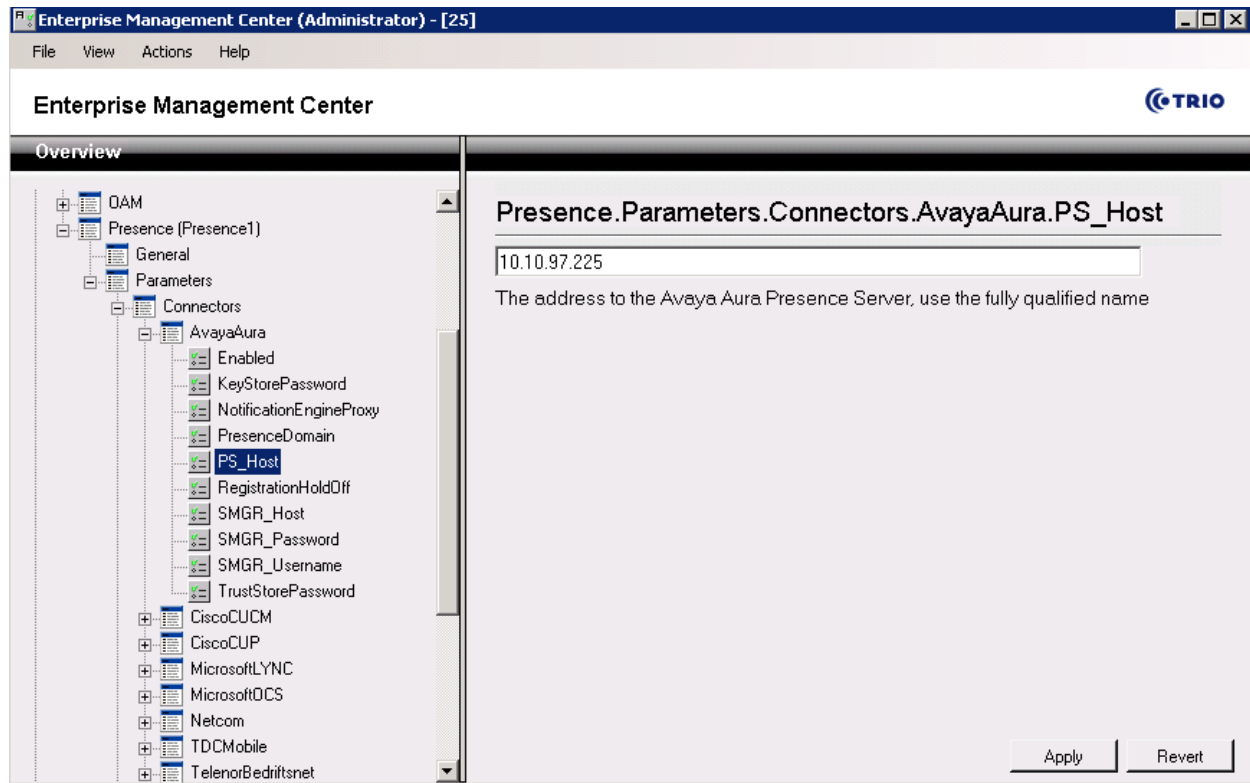 Enterprise Management Center (Administrator) - [25]
File View Actions Help
Enterprise Management Center
TRIO
Overview
OAM
Presence (Presence1)
General
Parameters
Connectors
AvayaAura
Enabled
KeyStorePassword
NotificationEngineProxy
PresenceDomain
PS_Host
RegistrationHoldOff
SMGR_Host
SMGR_Password
SMGR_Username
TrustStorePassword
CiscoCUCM
CiscoCUP
MicrosoftLYNC
MicrosoftOCS
Netcom
TDCMobile
TelenorBedriftsnet
Presence.Parameters.Connectors.AvayaAura.PS_Host
10.10.97.225
The address to the Avaya Aura Presence Server, use the fully qualified name
Apply Revert